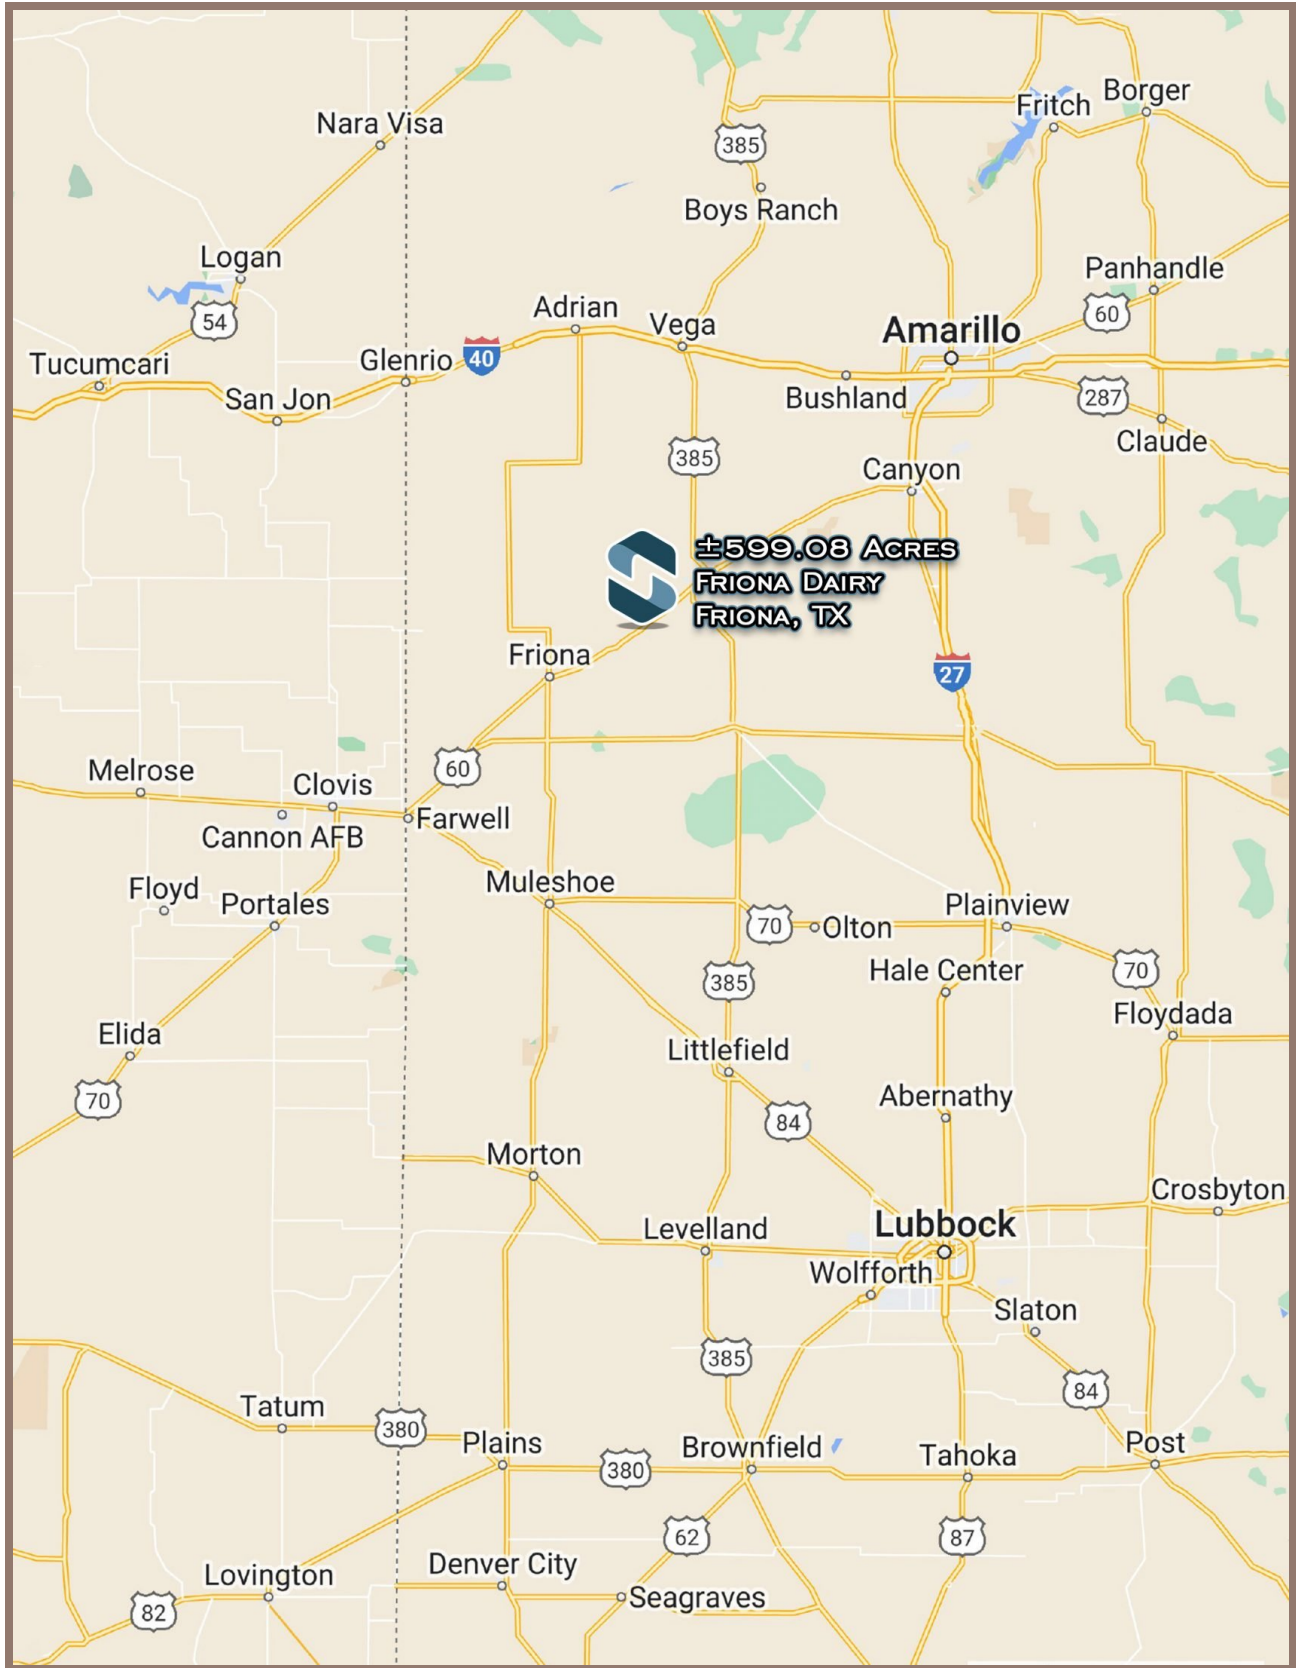 Fritch
Borger
Nara Visa
385
Boys Ranch
Logan
54
Panhandle
60
Adrian
Vega
Amarillo
Tucumcari
Glenrio
40
San Jon
Bushland
287
Claude
385
Canyon
±599.08 Acres
Friona Dairy
Friona, TX
Friona
27
60
Melrose
Clovis
Farwell
Cannon AFB
Muleshoe
Floyd
Portales
70
Olton
Plainview
385
Hale Center
70
Floydada
Elida
Littlefield
70
84
Abernathy
Morton
Crosbyton
Levelland
Lubbock
Wolfforth
Slaton
385
84
Tatum
380
Plains
380
Brownfield
Tahoka
Post
62
87
Lovington
Denver City
Seagraves
82